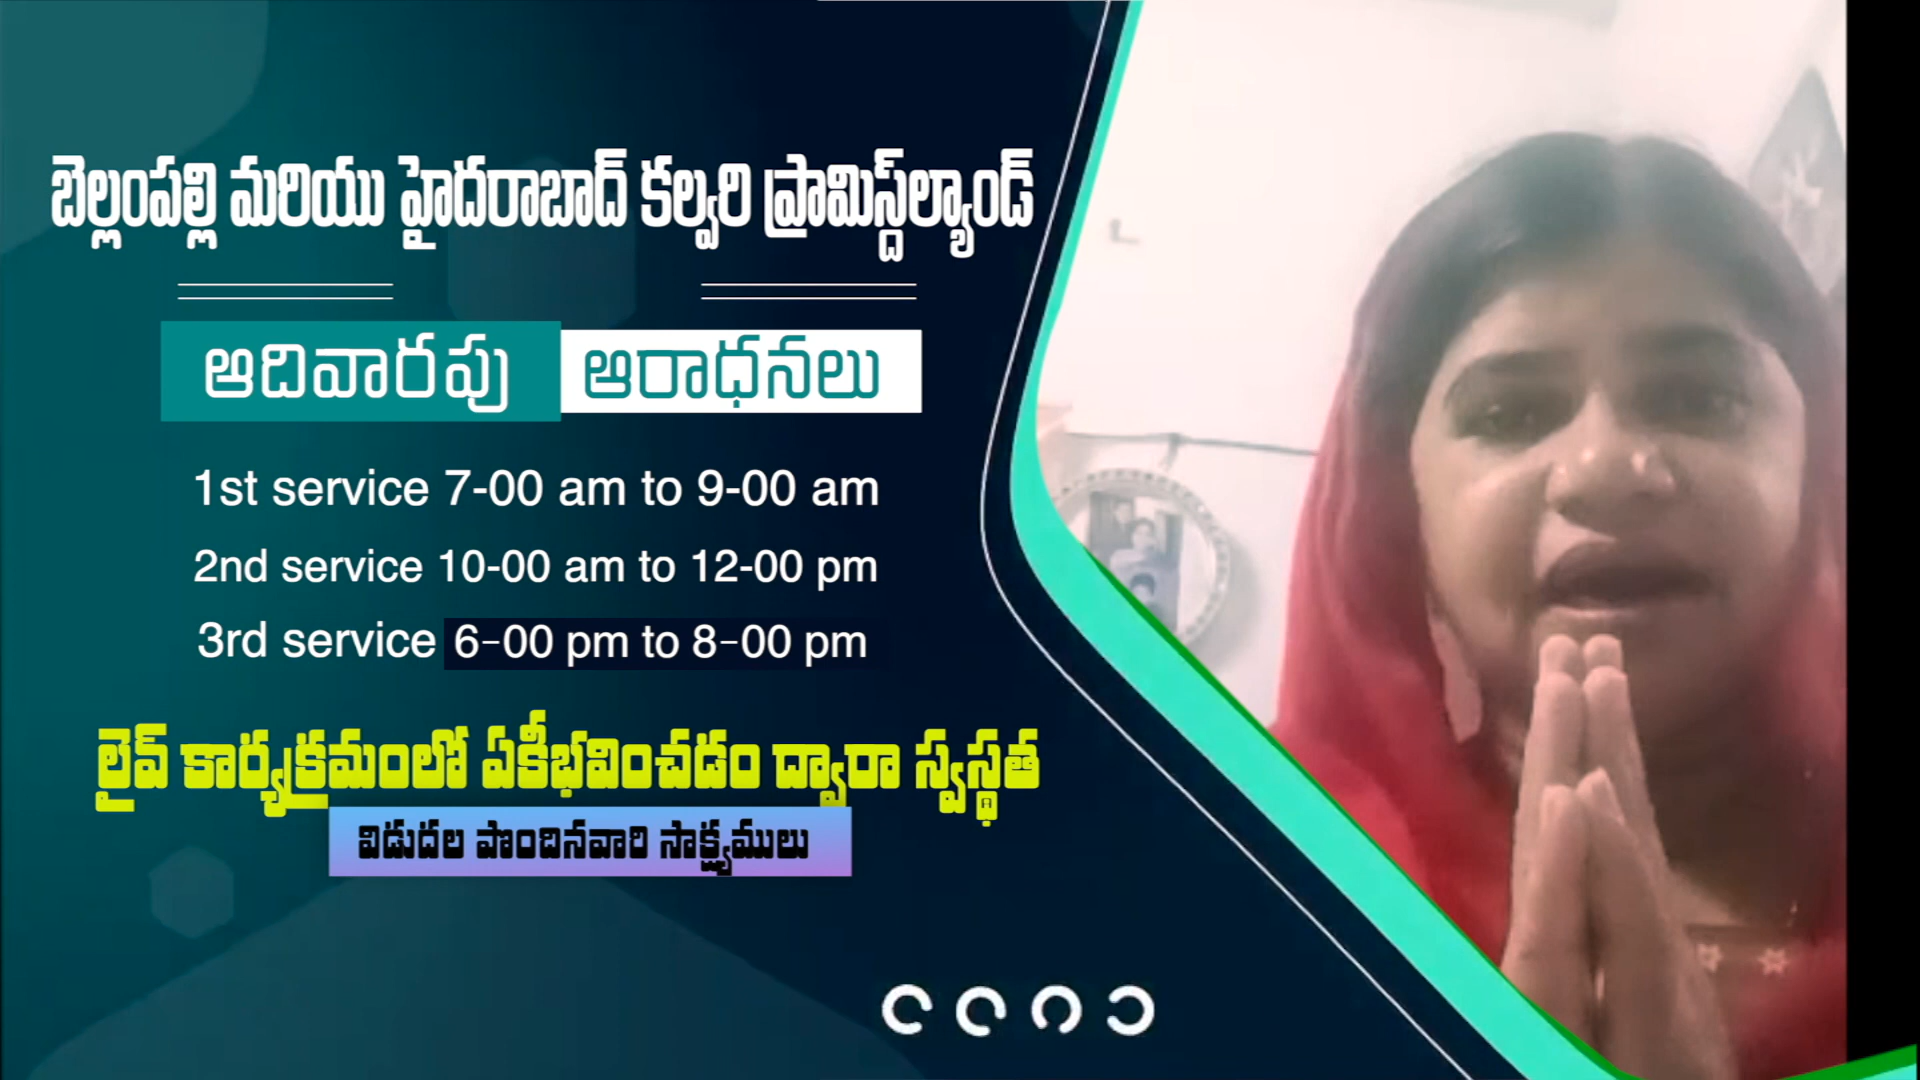 బెల్లంపల్లి మరియు హైదరాబాద్ కల్వరి ప్రామిస్డ్‌ల్యాండ్
ఆదివారపు ఆరాధనలు
1st service 7-00 am to 9-00 am
2nd service 10-00 am to 12-00 pm
3rd service 6-00 pm to 8-00 pm
లైవ్ కార్యక్రమంలో ఏకీభవించడం ద్వారా స్వస్థత
విడుదల పొందినవారి సాక్ష్యములు